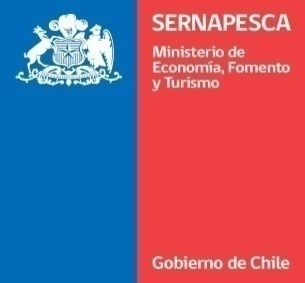 SERNAPESCA
Ministerio de
Economía, Fomento
y Turismo
Gobierno de Chile